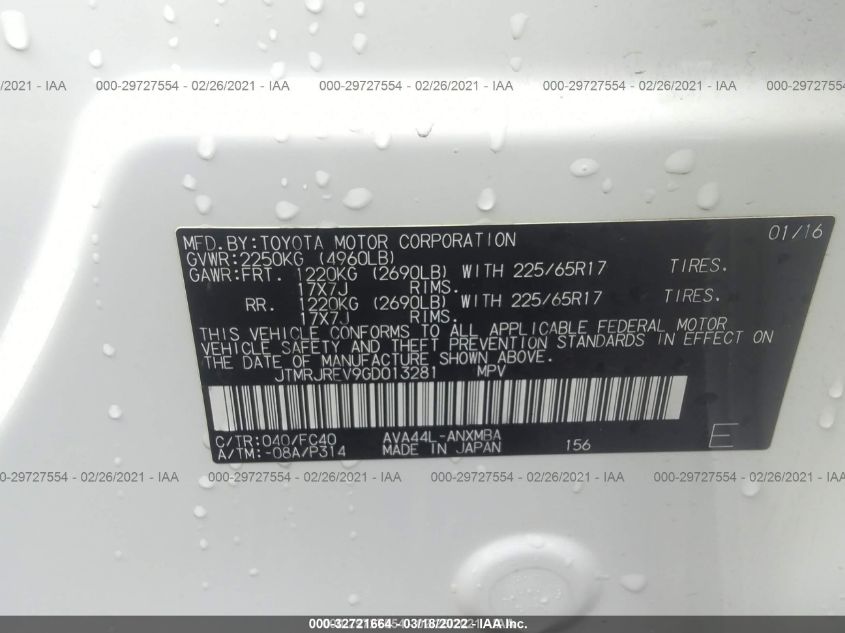 /2021 - IAA 000-29727554 - 02/26/2021 - IAA 000-29727554 - 02/26/2021 - IAA 000-29727554 - 02/26/2021 - IAA 000-29727554 - 02/
MFD.BY:TOYOTA MOTOR CORPORATION 01/16
GVWR:2250KG (4960LB)
GAWR:FRT. 1220KG (2690LB) WITH 225/65R17 TIRES.
17X7J RIMS.
RR. 1220KG (2690LB) WITH 225/65R17 TIRES.
17X7J RIMS.
THIS VEHICLE CONFORMS TO ALL APPLICABLE FEDERAL MOTOR
VEHICLE SAFETY AND THEFT PREVENTION STANDARDS IN EFFECT ON
THE DATE OF MANUFACTURE SHOWN ABOVE.
JTMRJREV9GD013281 MPV
C/TR:040/FC40 AVA44L-ANXMBA
A/TM:-08A/P314 MADE IN JAPAN 156 E
00-29727554 - 02/26/2021 - IAA 000-29727554 - 02/26/2021 - IAA 000-29727554 - 02/26/2021 - IAA 000-29727554 - 02/26/2021 - IAA
000-32721664 - 03/18/2022 - IAA Inc.